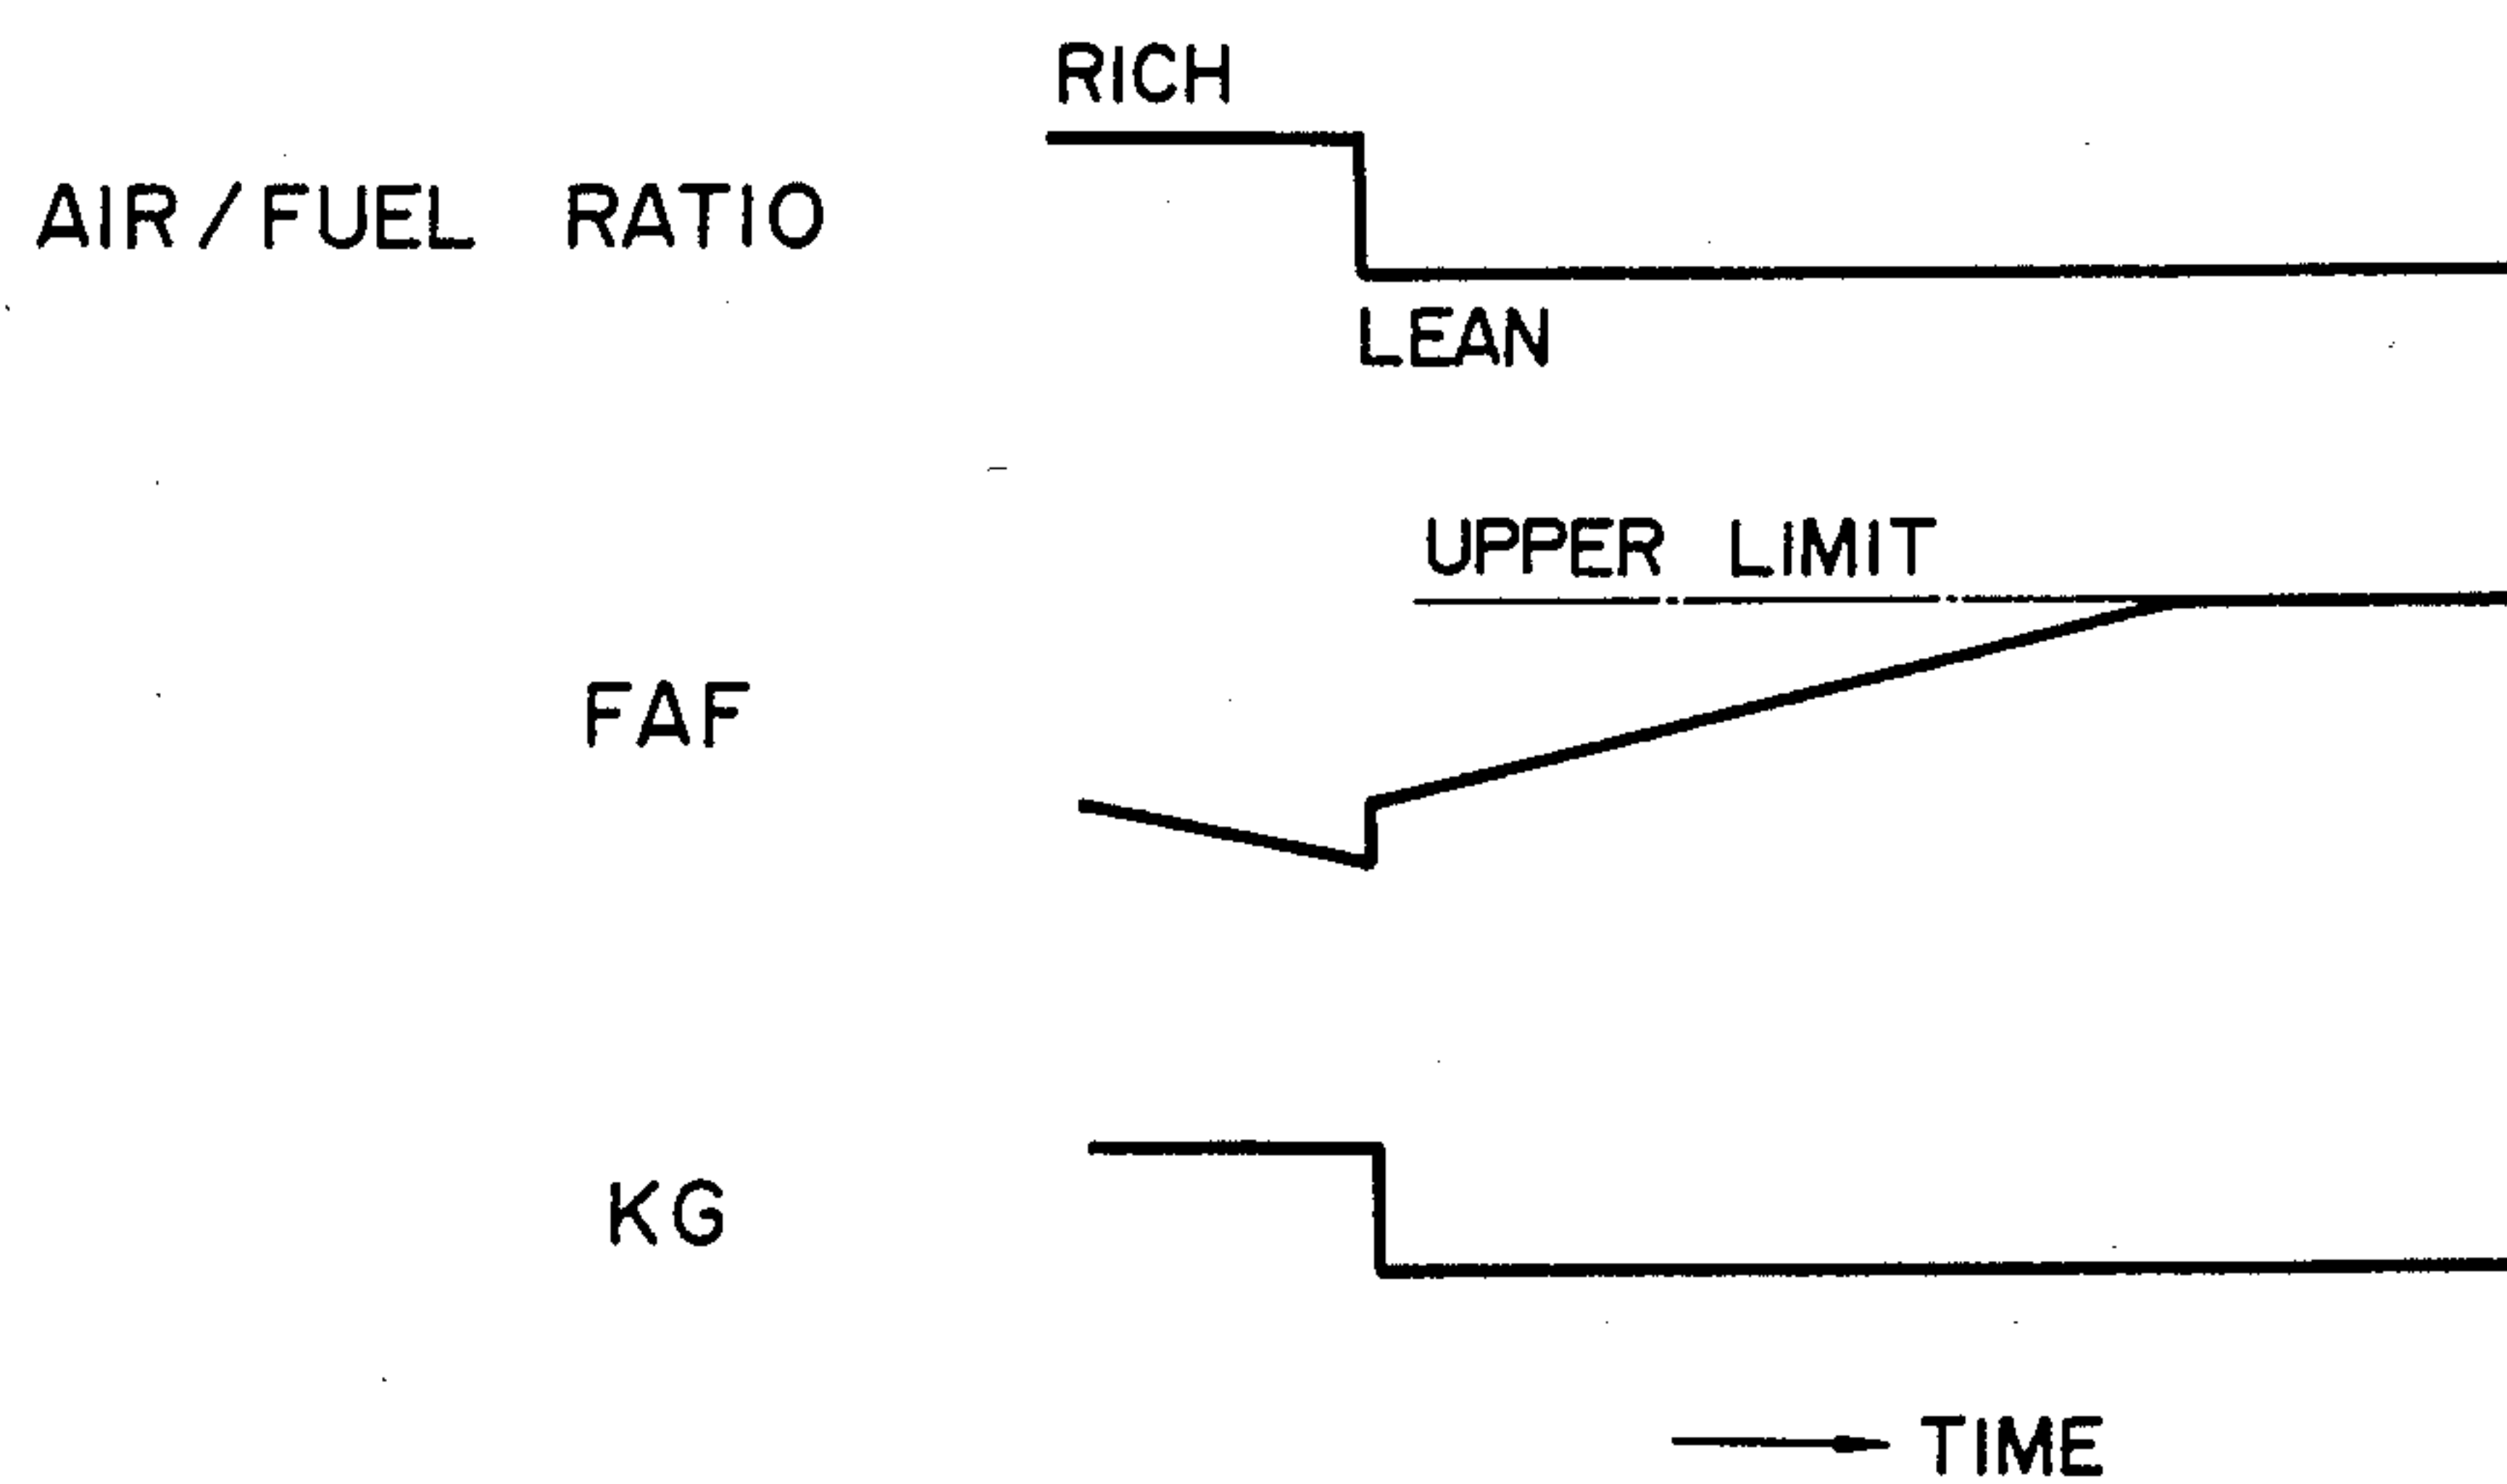 RICH
AIR/FUEL RATIO
LEAN
UPPER LIMIT
FAF
KG
TIME